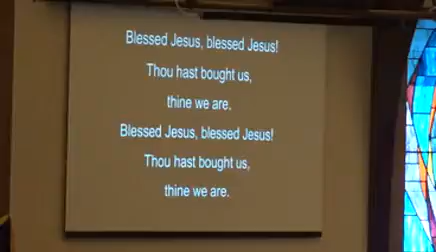 Blessed Jesus, blessed Jesus!
Thou hast bought us,
thine we are.
Blessed Jesus, blessed Jesus!
Thou hast bought us,
thine we are.